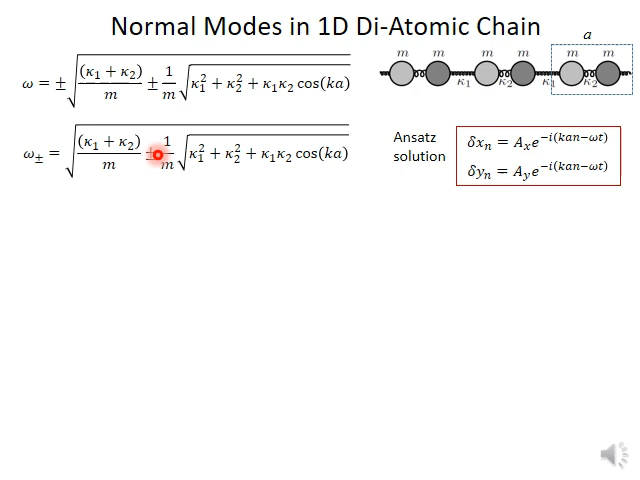 Normal Modes in 1D Di-Atomic Chain
ω = ±√((κ₁ + κ₂)/m ± (1/m)√(κ₁² + κ₂² + κ₁κ₂ cos(ka)))
ω± = √((κ₁ + κ₂)/m ± (1/m)√(κ₁² + κ₂² + κ₁κ₂ cos(ka)))
a
m m m m m m
κ₁ κ₂ κ₁ κ₂
Ansatz
solution
δxₙ = Aₓe^{−i(kan−ωt)}
δyₙ = A_y e^{−i(kan−ωt)}